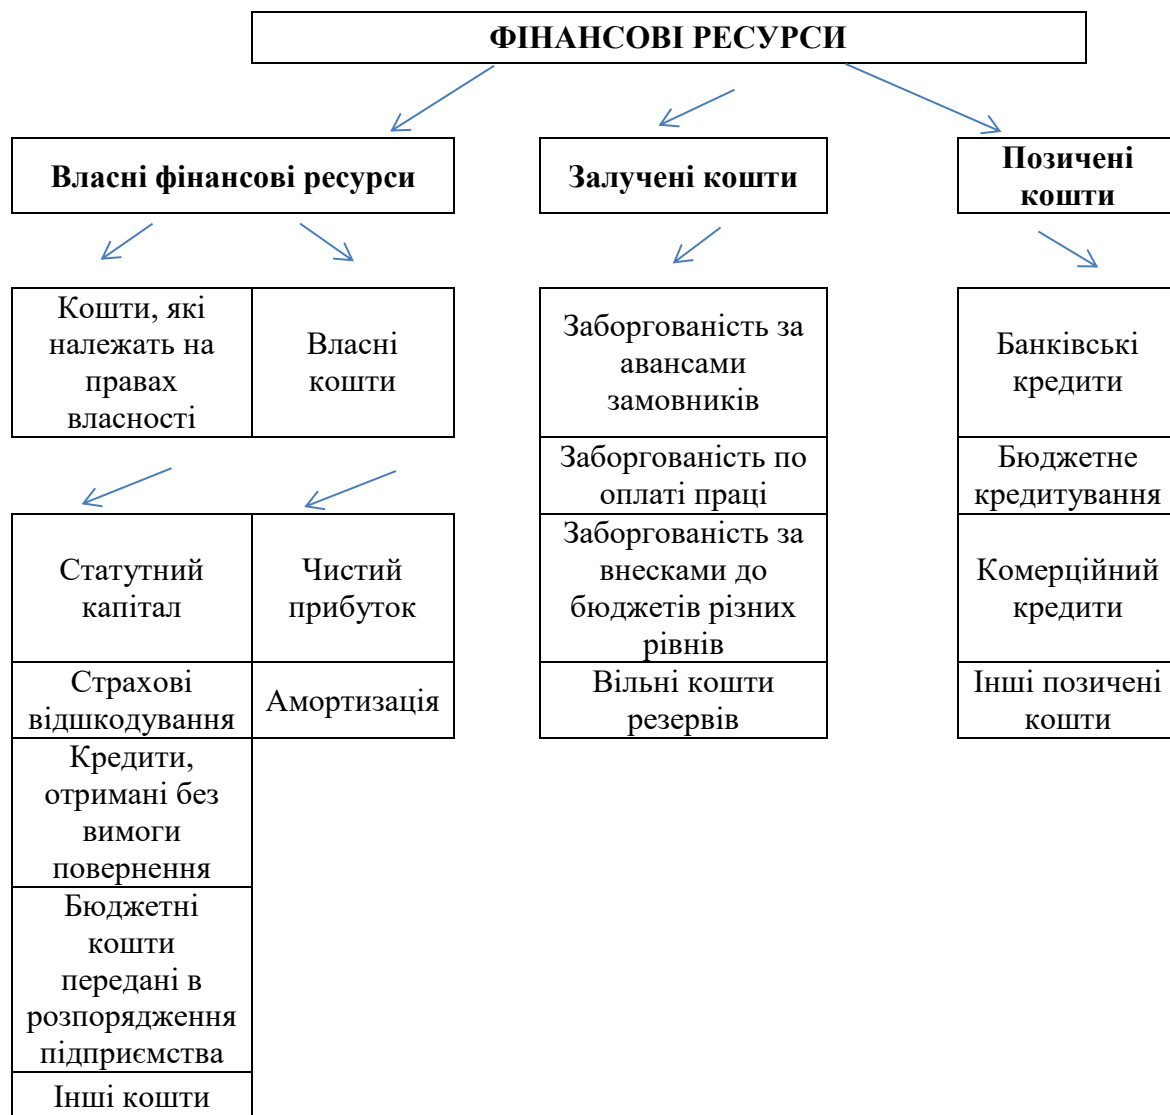 ФІНАНСОВІ РЕСУРСИ
Власні фінансові ресурси
Залучені кошти
Позичені
кошти
Кошти, які
належать на
правах
власності
Власні
кошти
Заборгованість за
авансами
замовників
Банківські
кредити
Заборгованість по
оплаті праці
Бюджетне
кредитування
Статутний
капітал
Чистий
прибуток
Заборгованість за
внесками до
бюджетів різних
рівнів
Комерційний
кредити
Страхові
відшкодування
Амортизація
Вільні кошти
резервів
Інші позичені
кошти
Кредити,
отримані без
вимоги
повернення
Бюджетні
кошти
передані в
розпорядження
підприємства
Інші кошти